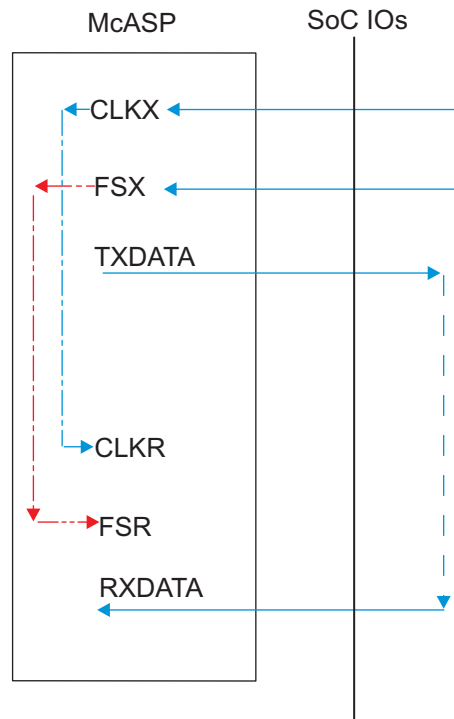 McASP
SoC IOs
CLKX
FSX
TXDATA
CLKR
FSR
RXDATA